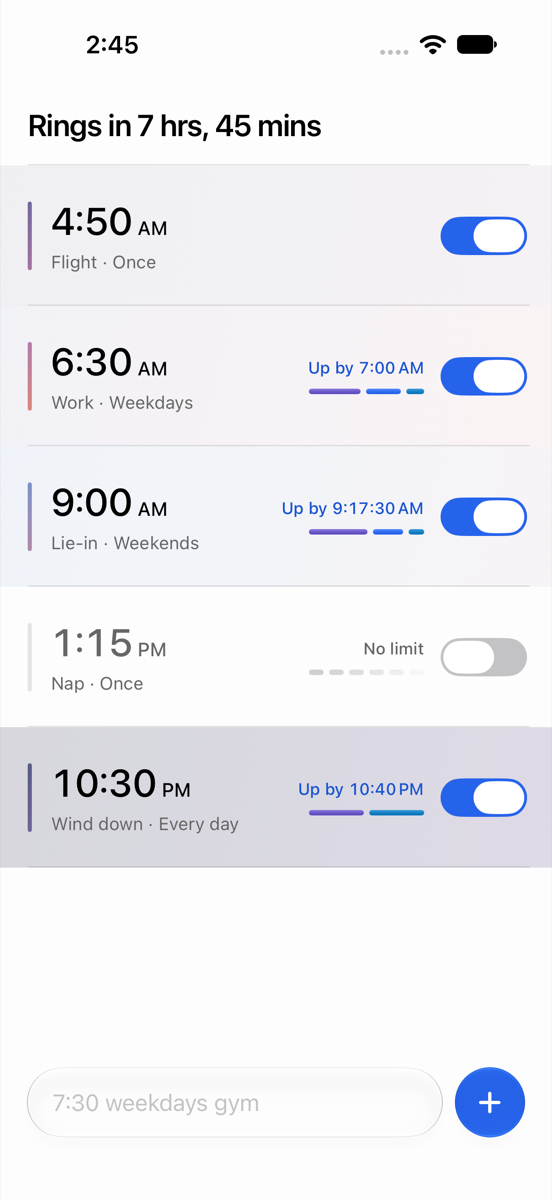 2:45
Rings in 7 hrs, 45 mins
4:50 AM
Flight · Once
6:30 AM
Work · Weekdays
Up by 7:00 AM
9:00 AM
Lie-in · Weekends
Up by 9:17:30 AM
1:15 PM
Nap · Once
No limit
10:30 PM
Wind down · Every day
Up by 10:40 PM
7:30 weekdays gym